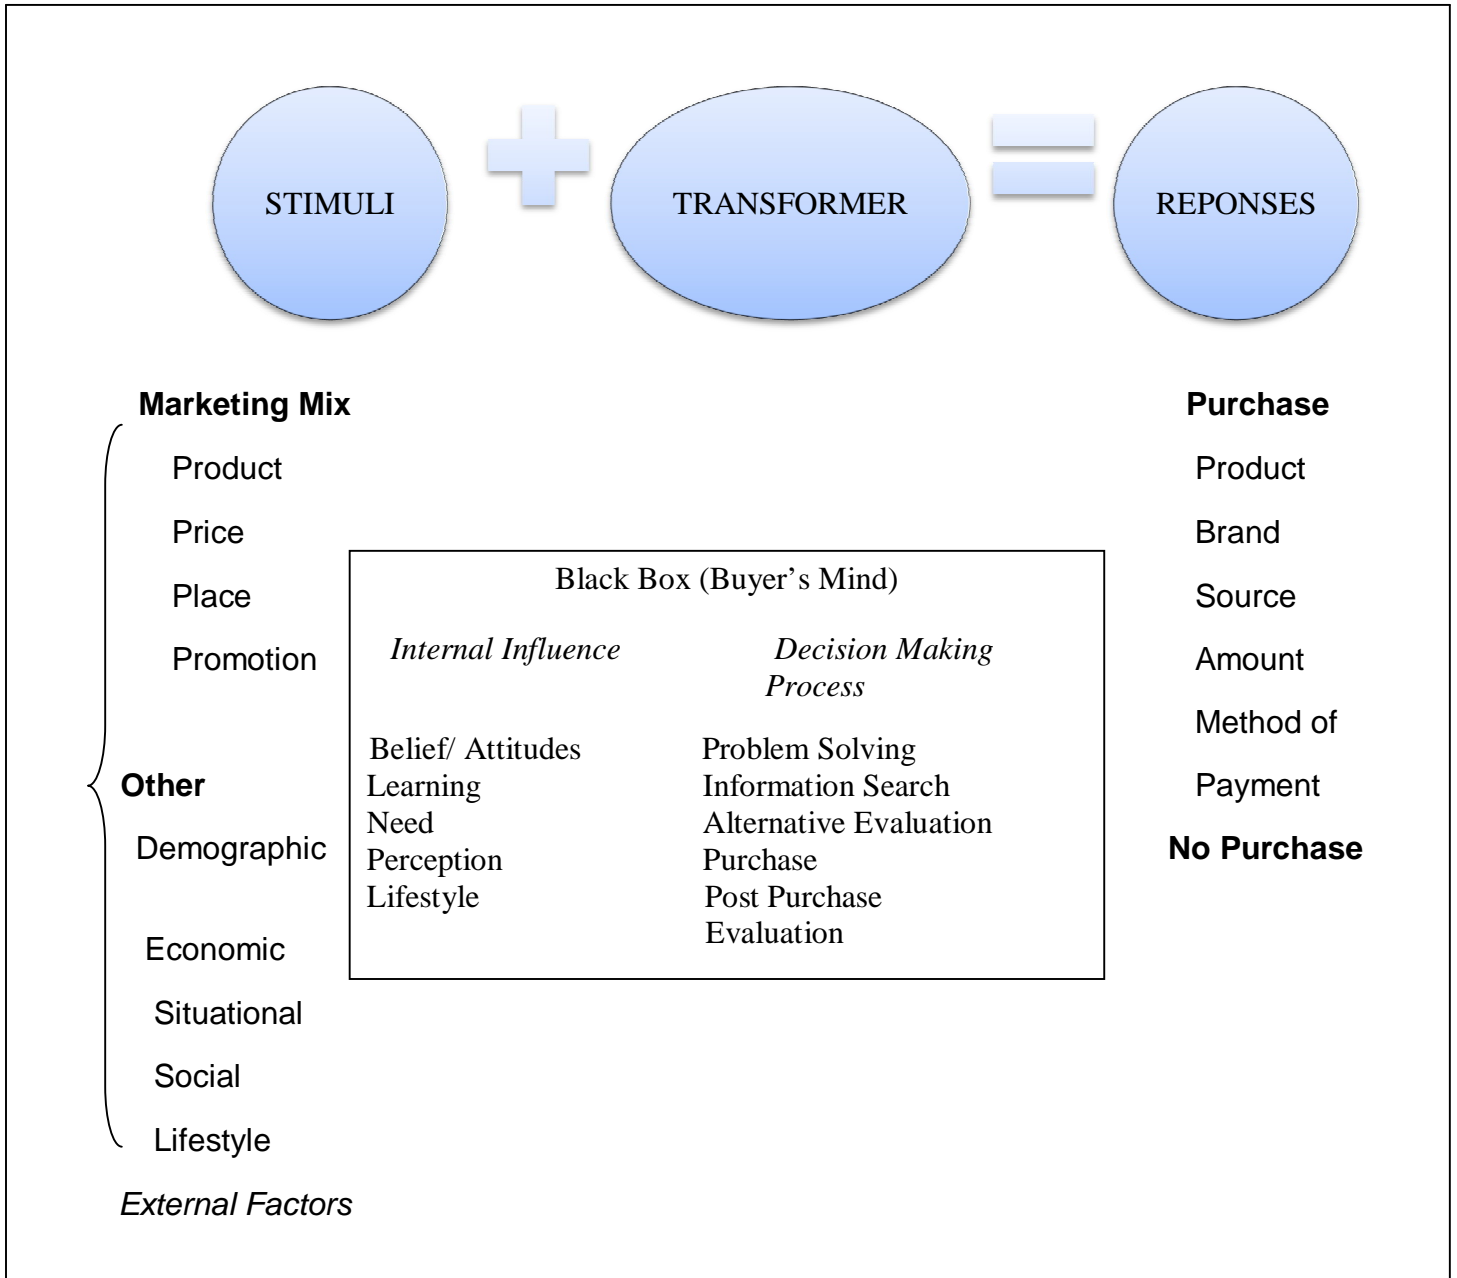 STIMULI
TRANSFORMER
REPONSES
Marketing Mix
Product
Price
Place
Promotion
Other
Demographic
Economic
Situational
Social
Lifestyle
External Factors
Black Box (Buyer’s Mind)
Internal Influence
Belief/ Attitudes
Learning
Need
Perception
Lifestyle
Decision Making
Process
Problem Solving
Information Search
Alternative Evaluation
Purchase
Post Purchase
Evaluation
Purchase
Product
Brand
Source
Amount
Method of
Payment
No Purchase